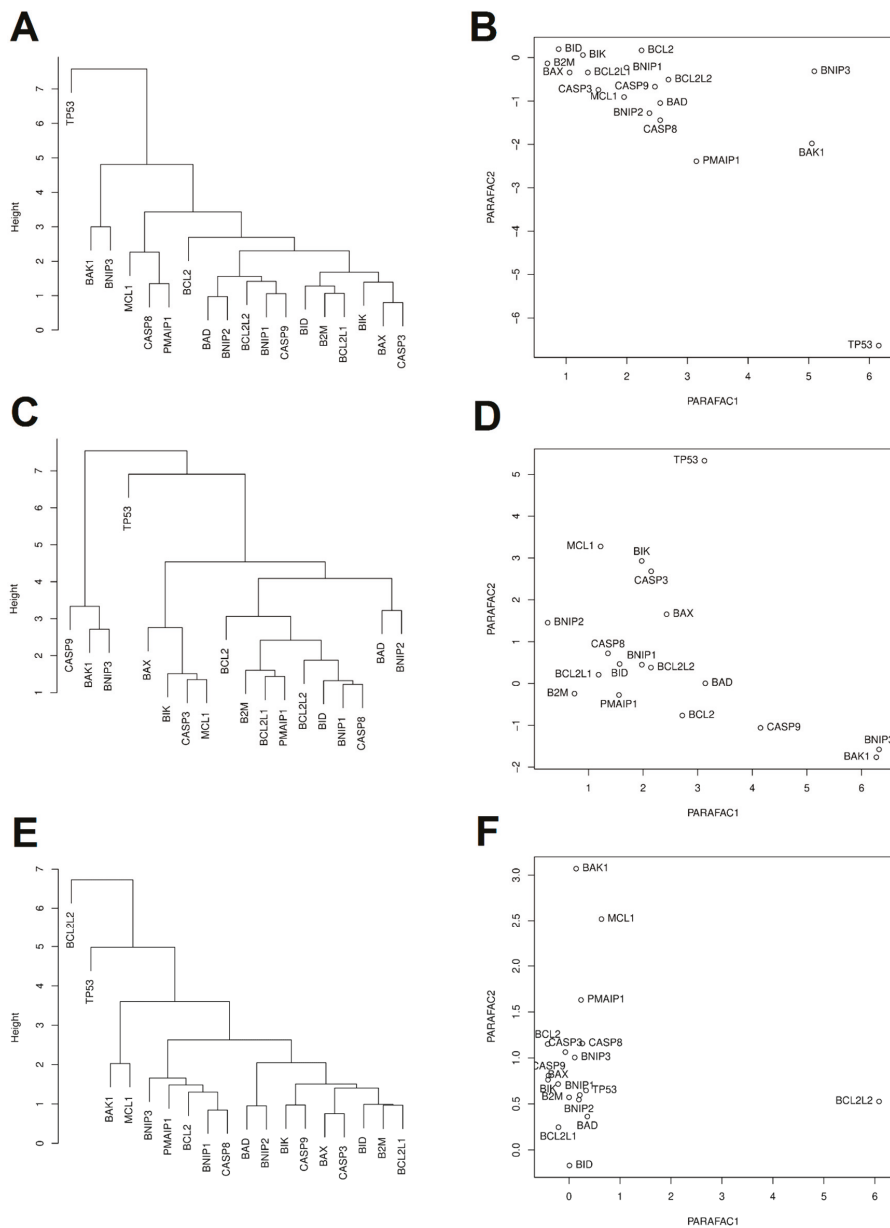 A
Height
7
6
5
4
3
2
1
0
TP53
BAK1
BNIP3
MCL1
CASP8
PMAIP1
BCL2
BAD
BNIP2
BCL2L2
BNIP1
CASP9
BID
B2M
BCL2L1
BIK
BAX
CASP3
B
PARAFAC2
0
−1
−2
−3
−4
−5
−6
BID
BIK
BCL2
B2M
BNIP1
BAX
BCL2L1
BCL2L2
BNIP3
CASP9
CASP3
MCL1
BAD
BNIP2
CASP8
BAK1
PMAIP1
TP53
1 2 3 4 5 6
PARAFAC1
C
Height
7
6
5
4
3
2
1
CASP9
BAK1
BNIP3
TP53
BAX
BIK
CASP3
MCL1
BCL2
B2M
BCL2L1
PMAIP1
BCL2L2
BID
BNIP1
CASP8
BAD
BNIP2
D
PARAFAC2
5
4
3
2
1
0
−1
−2
TP53
MCL1
BIK
CASP3
BAX
BNIP2
CASP8
BNIP1
BCL2L2
BCL2L1
BID
B2M
PMAIP1
BAD
BCL2
CASP9
BNIP3
BAK1
1 2 3 4 5 6
PARAFAC1
E
Height
7
6
5
4
3
2
1
0
BCL2L2
TP53
BAK1
MCL1
BNIP3
PMAIP1
BCL2
BNIP1
CASP8
BAD
BNIP2
BIK
CASP9
BAX
CASP3
BID
B2M
BCL2L1
F
PARAFAC2
3.0
2.5
2.0
1.5
1.0
0.5
0.0
BAK1
MCL1
PMAIP1
BCL2
CASP3
CASP8
BNIP3
CASP9
BAX
BIK
BNIP1
TP53
B2M
BNIP2
BAD
BCL2L1
BID
BCL2L2
0 1 2 3 4 5 6
PARAFAC1